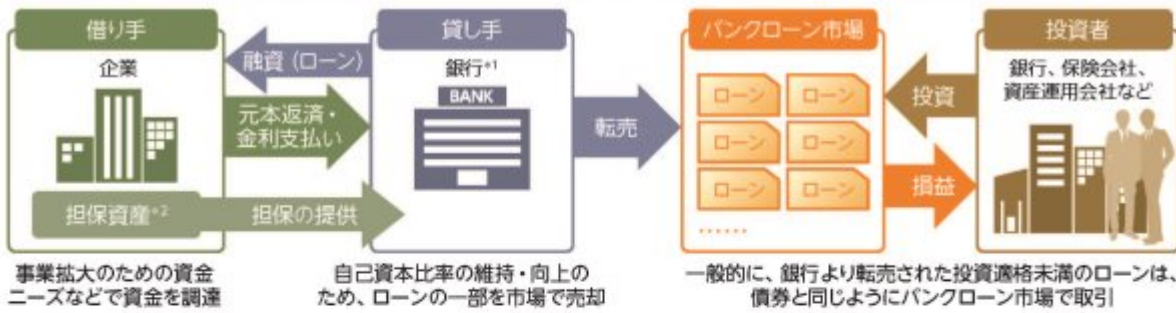 借り手
企業
担保資産*2
融資（ローン）
元本返済・
金利支払い
担保の提供
貸し手
銀行*1
BANK
転売
バンクローン市場
ローン ローン
ローン ローン
ローン ローン
……
投資
損益
投資者
銀行、保険会社、
資産運用会社など
事業拡大のための資金
ニーズなどで資金を調達
自己資本比率の維持・向上の
ため、ローンの一部を市場で売却
一般的に、銀行より転売された投資適格未満のローンは、
債券と同じようにバンクローン市場で取引